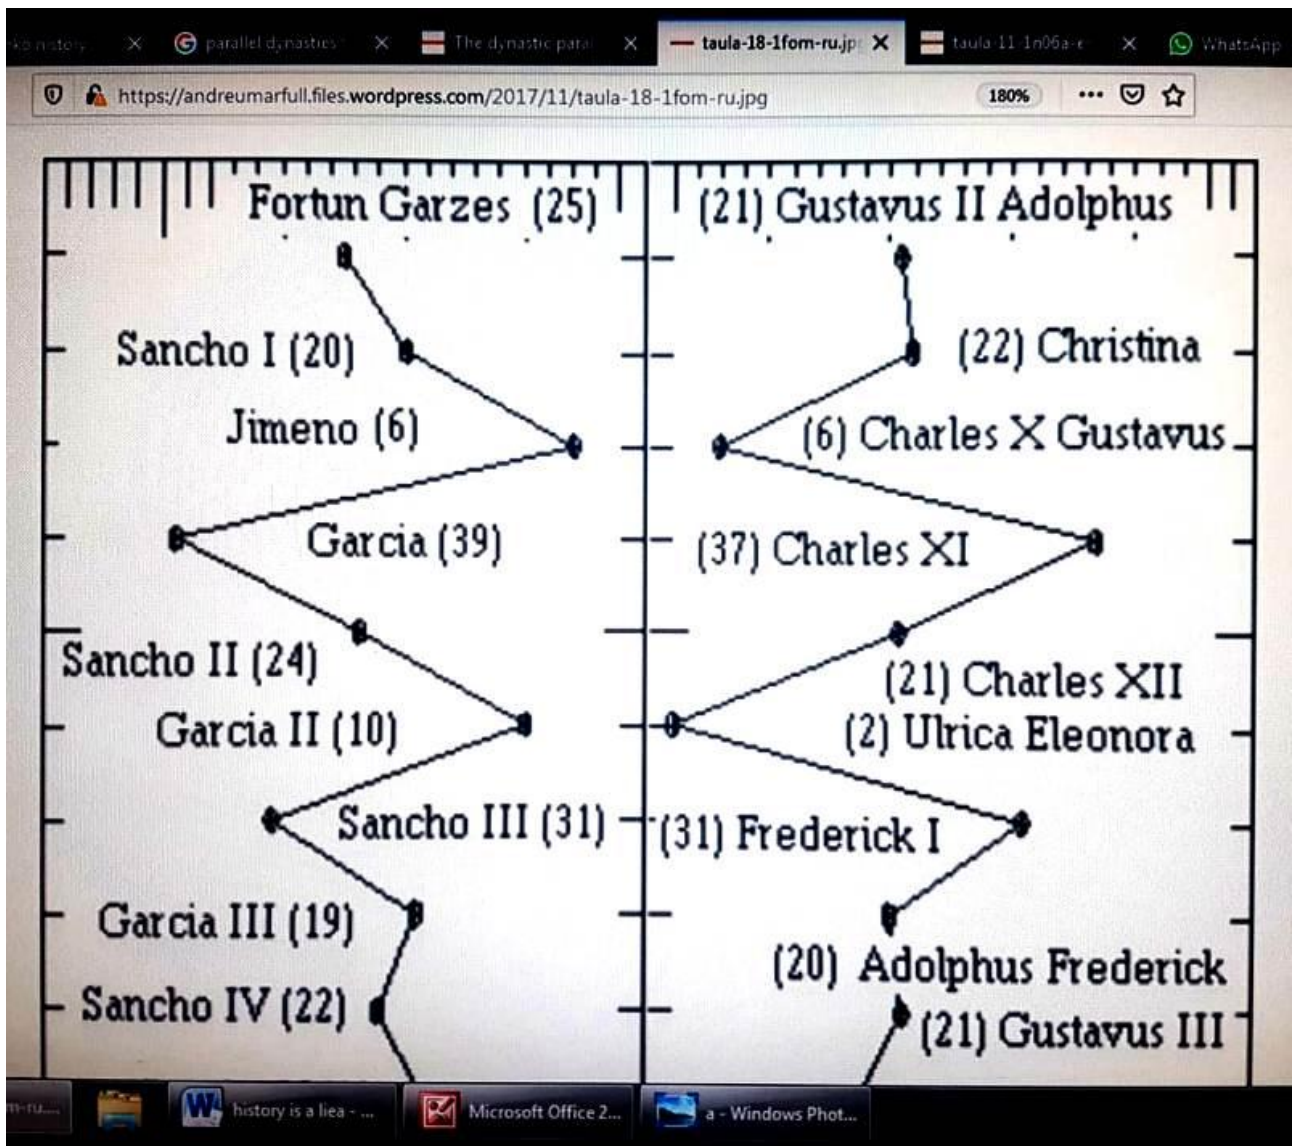 parallel dynasties
The dynastic paral
taula-18-1fom-ru.jp
taula-11-1n06a-e
WhatsApp
https://andreumarfull.files.wordpress.com/2017/11/taula-18-1fom-ru.jpg
180%
Fortun Garzes (25)
(21) Gustavus II Adolphus
Sancho I (20)
(22) Christina
Jimeno (6)
(6) Charles X Gustavus
Garcia (39)
(37) Charles XI
Sancho II (24)
(21) Charles XII
Garcia II (10)
(2) Ulrica Eleonora
Sancho III (31)
(31) Frederick I
Garcia III (19)
(20) Adolphus Frederick
Sancho IV (22)
(21) Gustavus III
m-ru....
history is a liea - ...
Microsoft Office 2...
a - Windows Phot...